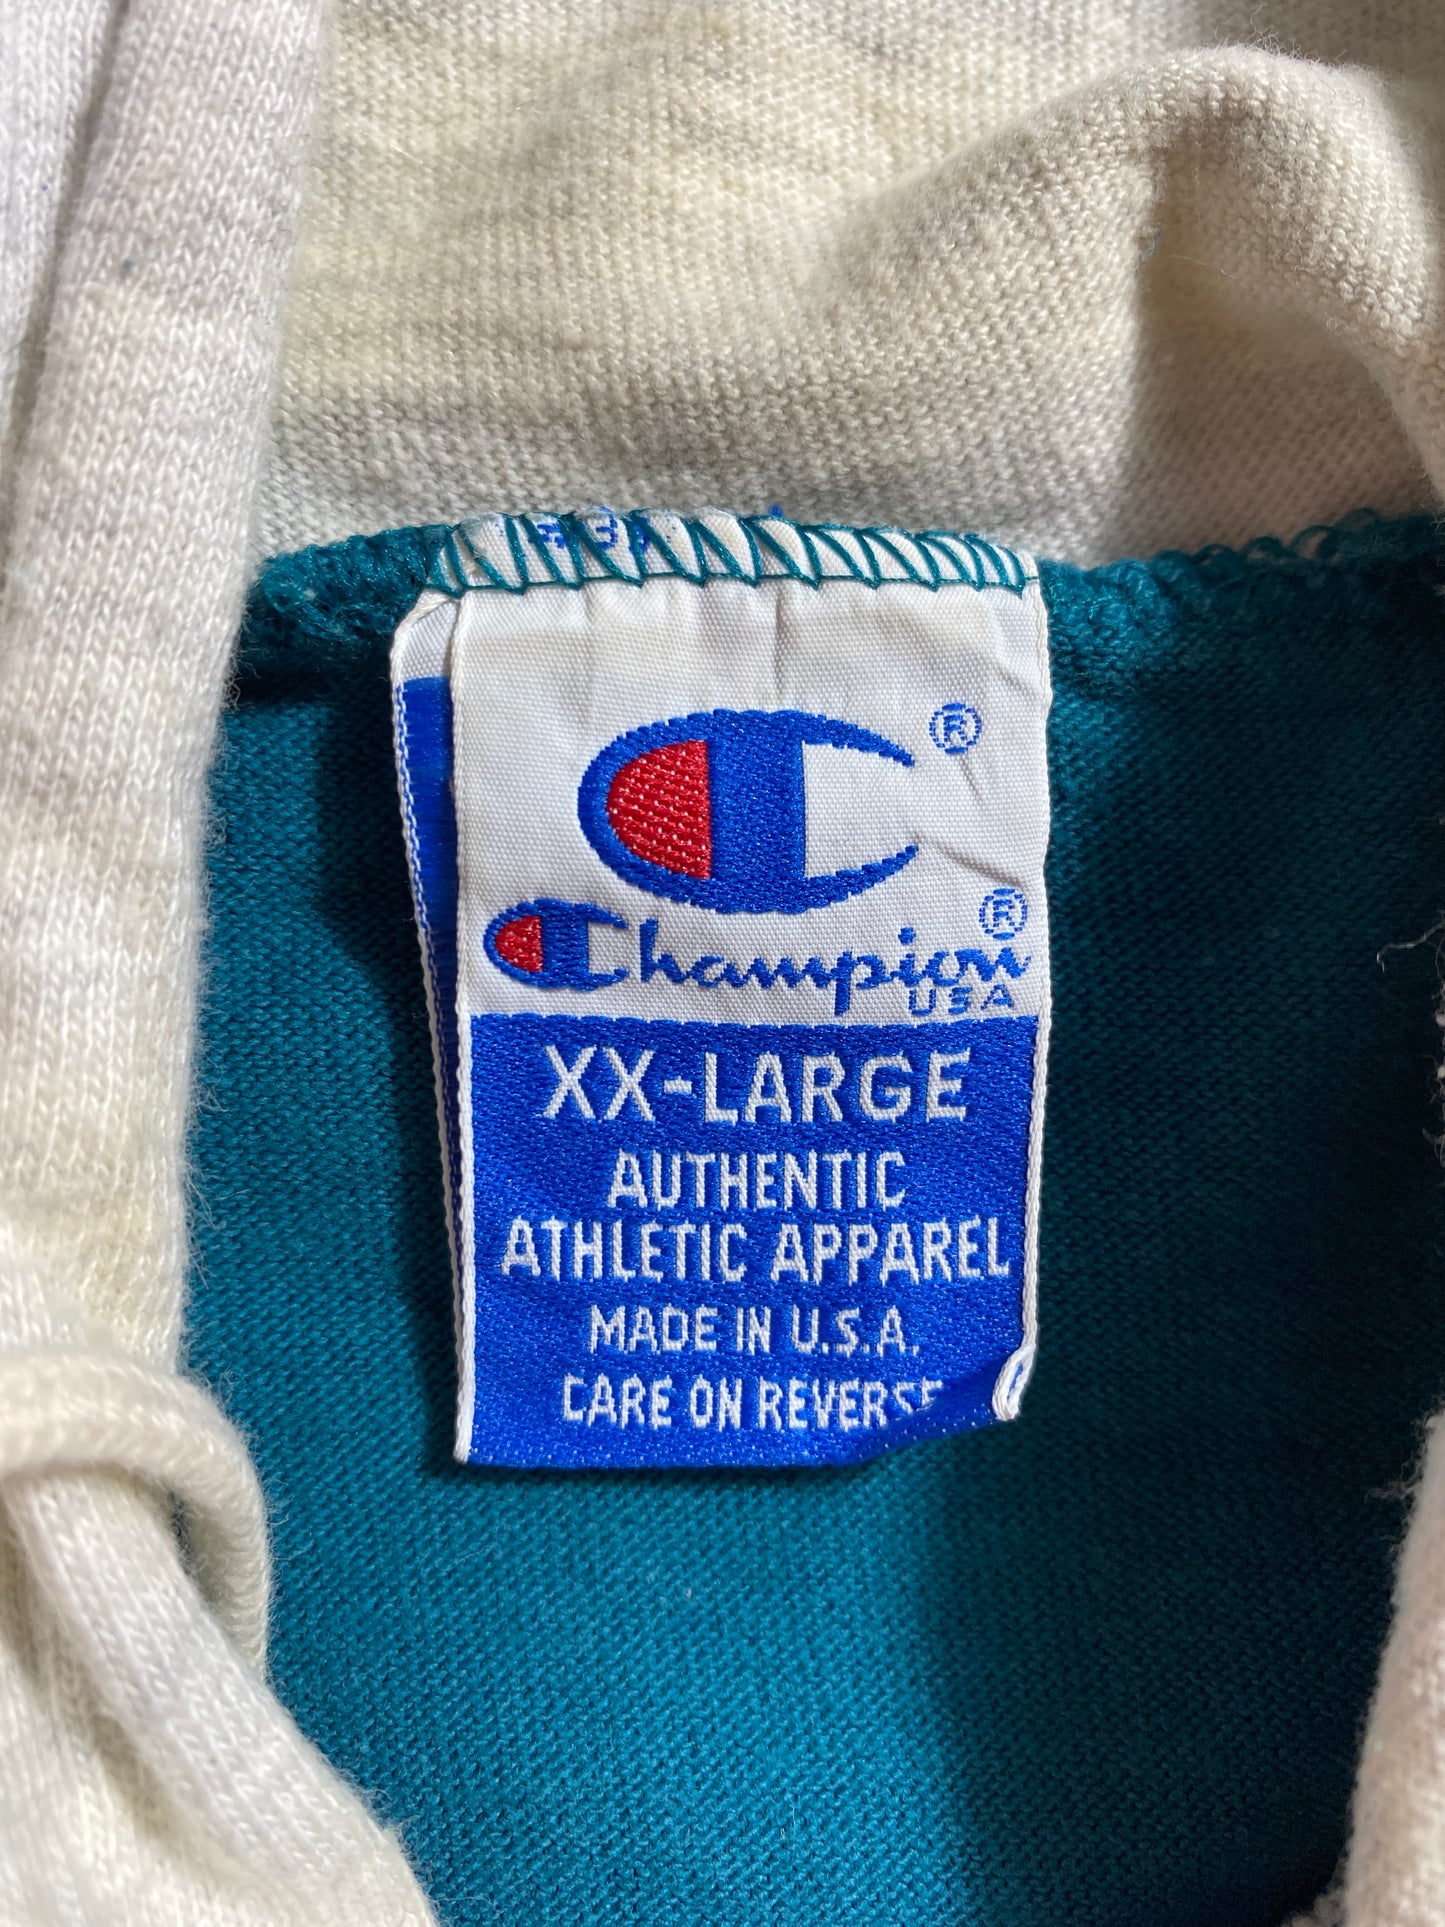 ®
Champion®
USA
XX-LARGE
AUTHENTIC
ATHLETIC APPAREL
MADE IN U.S.A.
CARE ON REVERSE